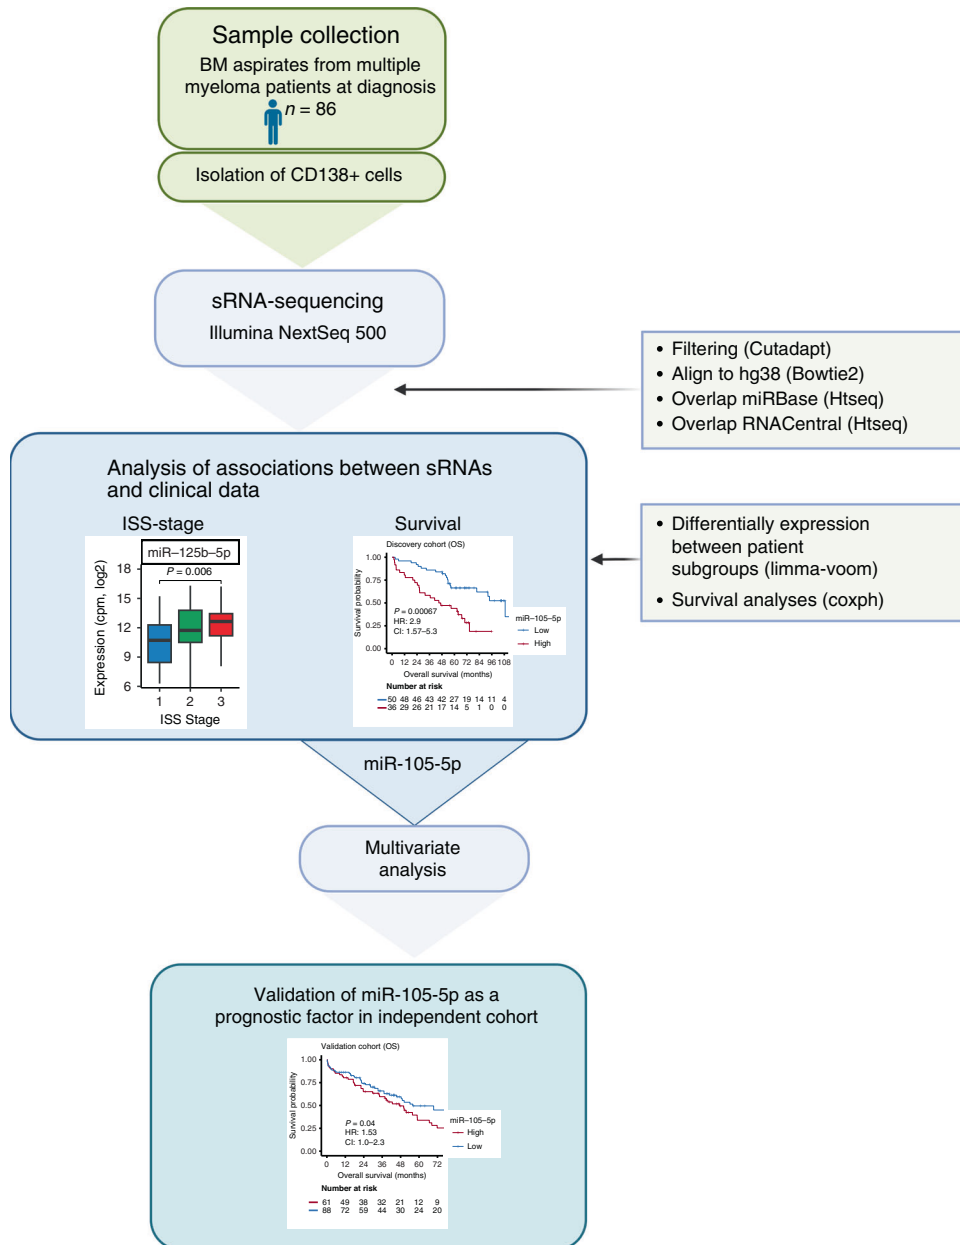 Sample collection
BM aspirates from multiple
myeloma patients at diagnosis
n = 86
Isolation of CD138+ cells
sRNA-sequencing
Illumina NextSeq 500
• Filtering (Cutadapt)
• Align to hg38 (Bowtie2)
• Overlap miRBase (Htseq)
• Overlap RNACentral (Htseq)
Analysis of associations between sRNAs
and clinical data
ISS-stage
miR–125b–5p
P = 0.006
Expression (cpm, log2)
18
15
12
9
6
1 2 3
ISS Stage
Survival
Discovery cohort (OS)
Survival probability
1.00
0.75
0.50
0.25
0.00
P = 0.00067
HR: 2.9
CI: 1.57–5.3
miR–105–5p
Low
High
0 12 24 36 48 60 72 84 96 108
Overall survival (months)
Number at risk
50 48 46 43 42 27 19 14 11 4
36 29 26 21 17 14 5 1 0 0
• Differentially expression
between patient
subgroups (limma-voom)
• Survival analyses (coxph)
miR-105-5p
Multivariate
analysis
Validation of miR-105-5p as a
prognostic factor in independent cohort
Validation cohort (OS)
Survival probability
1.00
0.75
0.50
0.25
0.00
P = 0.04
HR: 1.53
CI: 1.0–2.3
miR–105–5p
High
Low
0 12 24 36 48 60 72
Overall survival (months)
Number at risk
61 49 38 32 21 12 9
88 72 59 44 30 24 20